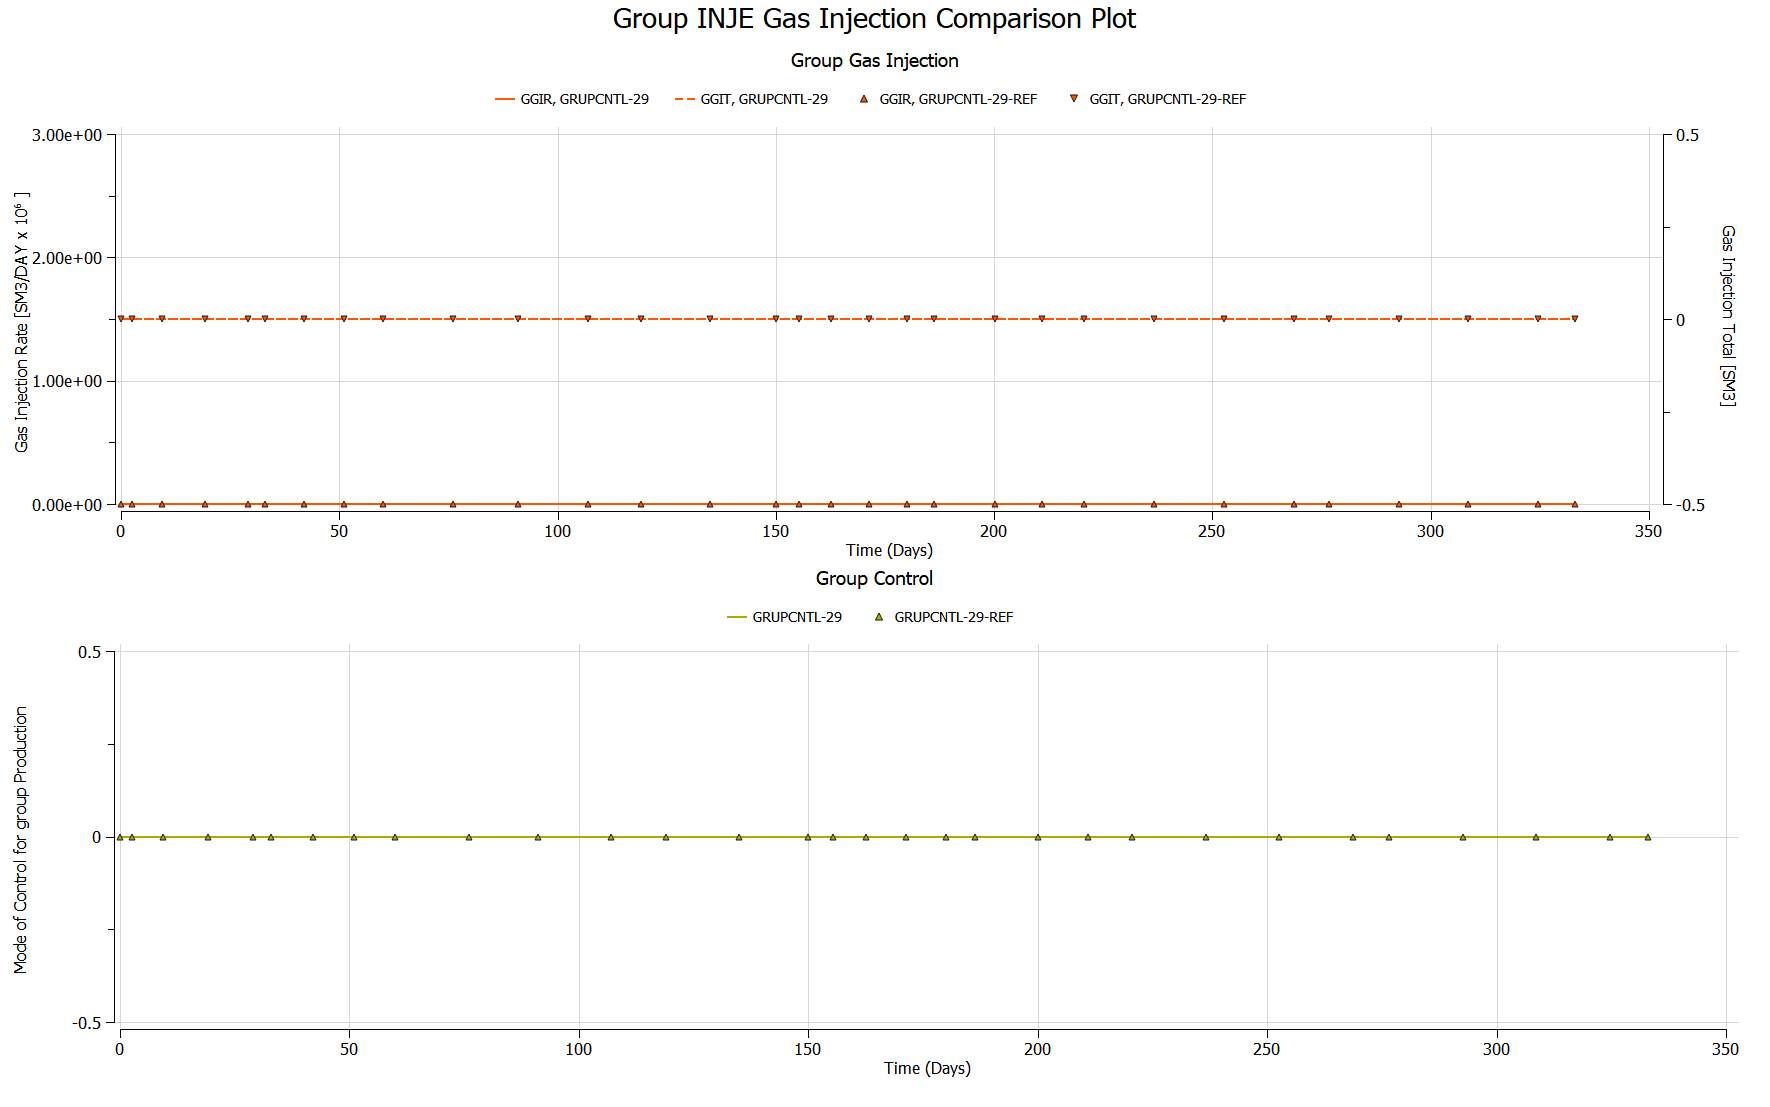 Group INJE Gas Injection Comparison Plot
Group Gas Injection
GGIR, GRUPCNTL-29 GGIT, GRUPCNTL-29 GGIR, GRUPCNTL-29-REF GGIT, GRUPCNTL-29-REF
Gas Injection Rate [SM3/DAY x 10⁶ ]
3.00e+00
2.00e+00
1.00e+00
0.00e+00
0.5
0
-0.5
Gas Injection Total [SM3]
0 50 100 150 200 250 300 350
Time (Days)
Group Control
GRUPCNTL-29 GRUPCNTL-29-REF
Mode of Control for group Production
0.5
0
-0.5
0 50 100 150 200 250 300 350
Time (Days)